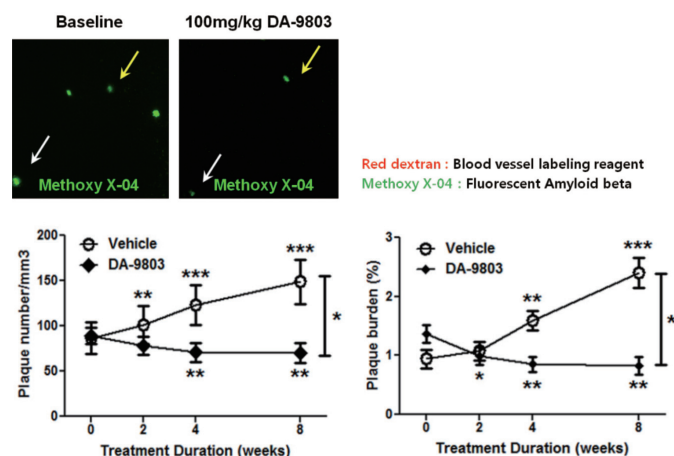 Baseline
100mg/kg DA-9803
Methoxy X-04
Methoxy X-04
Red dextran : Blood vessel labeling reagent
Methoxy X-04 : Fluorescent Amyloid beta
Plaque number/mm3
200
150
100
50
0
Vehicle
DA-9803
**
***
***
**
**
*
0
2
4
8
Treatment Duration (weeks)
Plaque burden (%)
3
2
1
0
Vehicle
DA-9803
**
***
*
**
**
*
0
2
4
8
Treatment Duration (weeks)